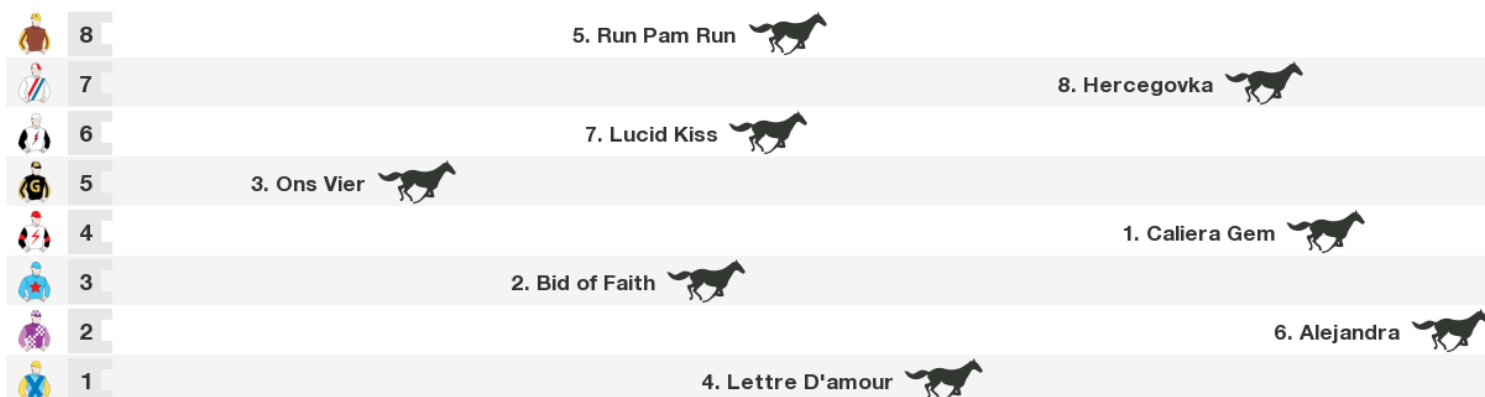 8 5. Run Pam Run
7 8. Hercegovka
6 7. Lucid Kiss
G 5 3. Ons Vier
4 1. Caliera Gem
3 2. Bid of Faith
2 6. Alejandra
1 4. Lettre D'amour